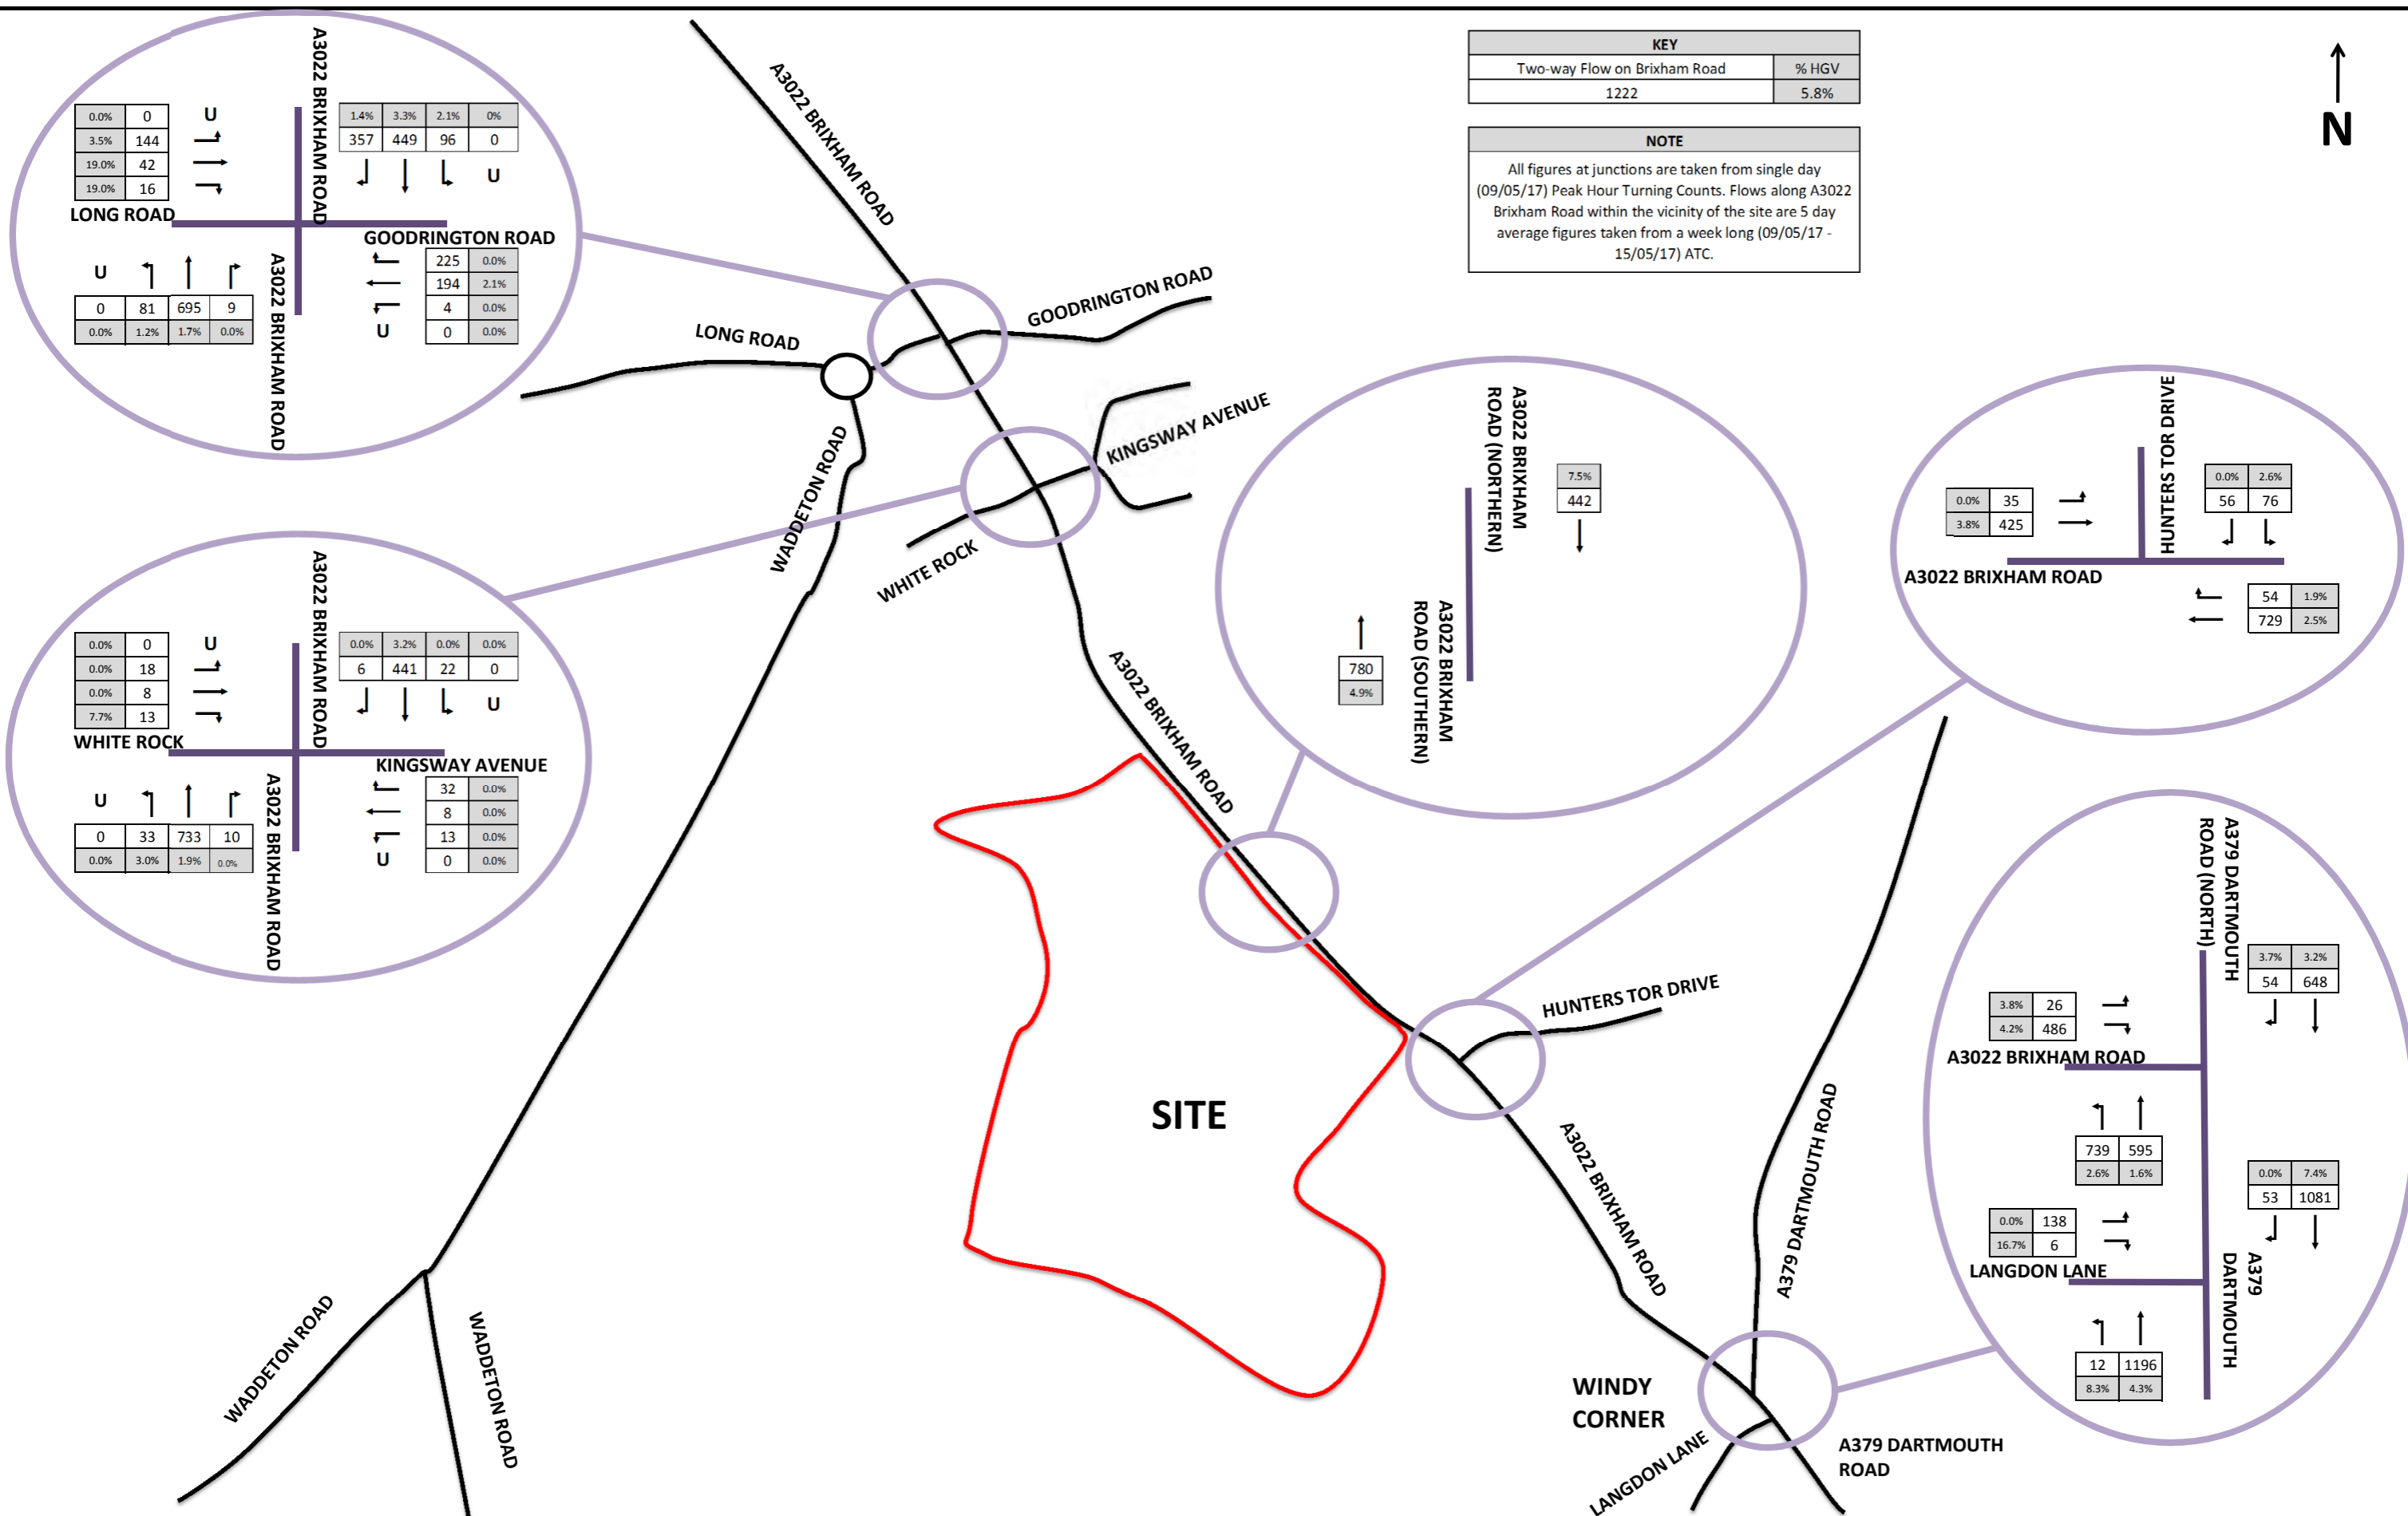 KEY
Two-way Flow on Brixham Road % HGV
1222 5.8%
NOTE
All figures at junctions are taken from single day
(09/05/17) Peak Hour Turning Counts. Flows along A3022
Brixham Road within the vicinity of the site are 5 day
average figures taken from a week long (09/05/17 -
15/05/17) ATC.
N
A3022 BRIXHAM ROAD
0.0% 0 U
3.5% 144
19.0% 42
19.0% 16
LONG ROAD
1.4% 3.3% 2.1% 0%
357 449 96 0
U
GOODRINGTON ROAD
225 0.0%
194 2.1%
4 0.0%
U 0 0.0%
U
0 81 695 9
0.0% 1.2% 1.7% 0.0%
A3022 BRIXHAM ROAD
A3022 BRIXHAM ROAD
0.0% 0 U
0.0% 18
0.0% 8
7.7% 13
WHITE ROCK
0.0% 3.2% 0.0% 0.0%
6 441 22 0
U
KINGSWAY AVENUE
32 0.0%
8 0.0%
13 0.0%
U 0 0.0%
U
0 33 733 10
0.0% 3.0% 1.9% 0.0%
A3022 BRIXHAM ROAD
A3022 BRIXHAM ROAD
GOODRINGTON ROAD
LONG ROAD
KINGSWAY AVENUE
WADDETON ROAD
WHITE ROCK
A3022 BRIXHAM ROAD
A3022 BRIXHAM
ROAD (NORTHERN)
7.5%
442
780
4.9%
A3022 BRIXHAM
ROAD (SOUTHERN)
HUNTERS TOR DRIVE
0.0% 35
3.8% 425
0.0% 2.6%
56 76
A3022 BRIXHAM ROAD
54 1.9%
729 2.5%
HUNTERS TOR DRIVE
SITE
A3022 BRIXHAM ROAD
A379 DARTMOUTH ROAD
A379 DARTMOUTH
ROAD (NORTH)
3.7% 3.2%
54 648
3.8% 26
4.2% 486
A3022 BRIXHAM ROAD
739 595
2.6% 1.6%
0.0% 7.4%
53 1081
0.0% 138
16.7% 6
LANGDON LANE
A379
DARTMOUTH
12 1196
8.3% 4.3%
WADDETON ROAD
WADDETON ROAD
WINDY
CORNER
LANGDON LANE
A379 DARTMOUTH
ROAD